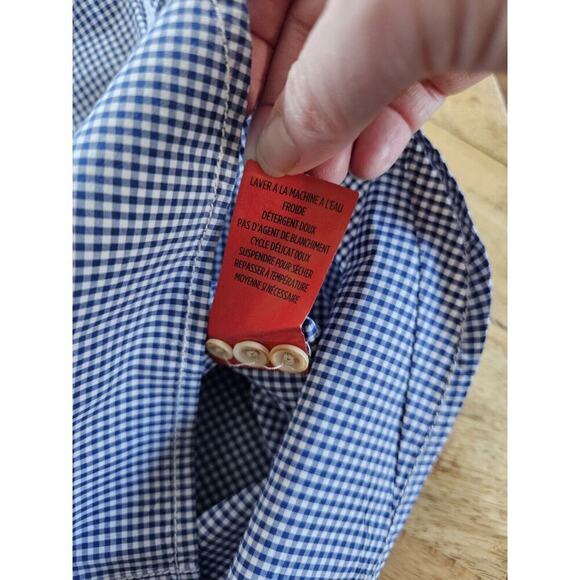 LAVER A LA MACHINE A L'EAU
FROIDE
DÉTERGENT DOUX
PAS D'AGENT DE BLANCHIMENT
CYCLE DÉLICAT DOUX
SUSPENDRE POUR SÉCHER
REPASSER À TEMPÉRATURE
MOYENNE SI NÉCESSAIRE